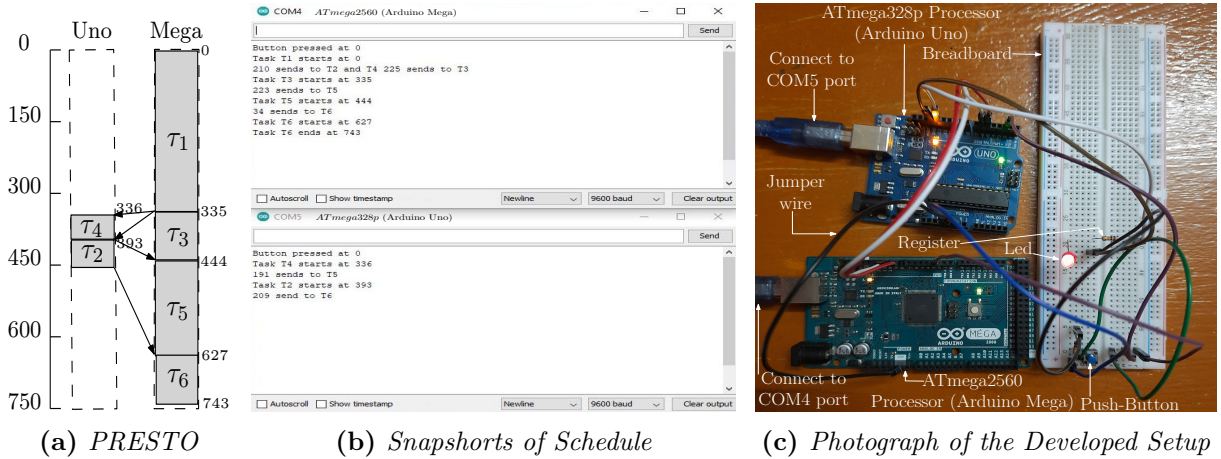 Uno Mega
0
150
300
450
600
750
τ1
τ3
τ5
τ6
τ4
τ2
0
336
335
393
444
627
743
(a) PRESTO
COM4
ATmega2560 (Arduino Mega)
Send
Button pressed at 0
Task T1 starts at 0
210 sends to T2 and T4 225 sends to T3
Task T3 starts at 335
223 sends to T5
Task T5 starts at 444
34 sends to T6
Task T6 starts at 627
Task T6 ends at 743
Autoscroll Show timestamp Newline 9600 baud Clear output
COM5
ATmega328p (Arduino Uno)
Send
Button pressed at 0
Task T4 starts at 336
191 sends to T5
Task T2 starts at 393
209 send to T6
Autoscroll Show timestamp Newline 9600 baud Clear output
(b) Snapshorts of Schedule
ATmega328p Processor
(Arduino Uno)
Breadboard
Connect to
COM5 port
UNO
ARDUINO
Jumper
wire
Register
Led
MEGA
ARDUINO
Connect to
COM4 port
ATmega2560
Processor (Arduino Mega)
Push-Button
(c) Photograph of the Developed Setup